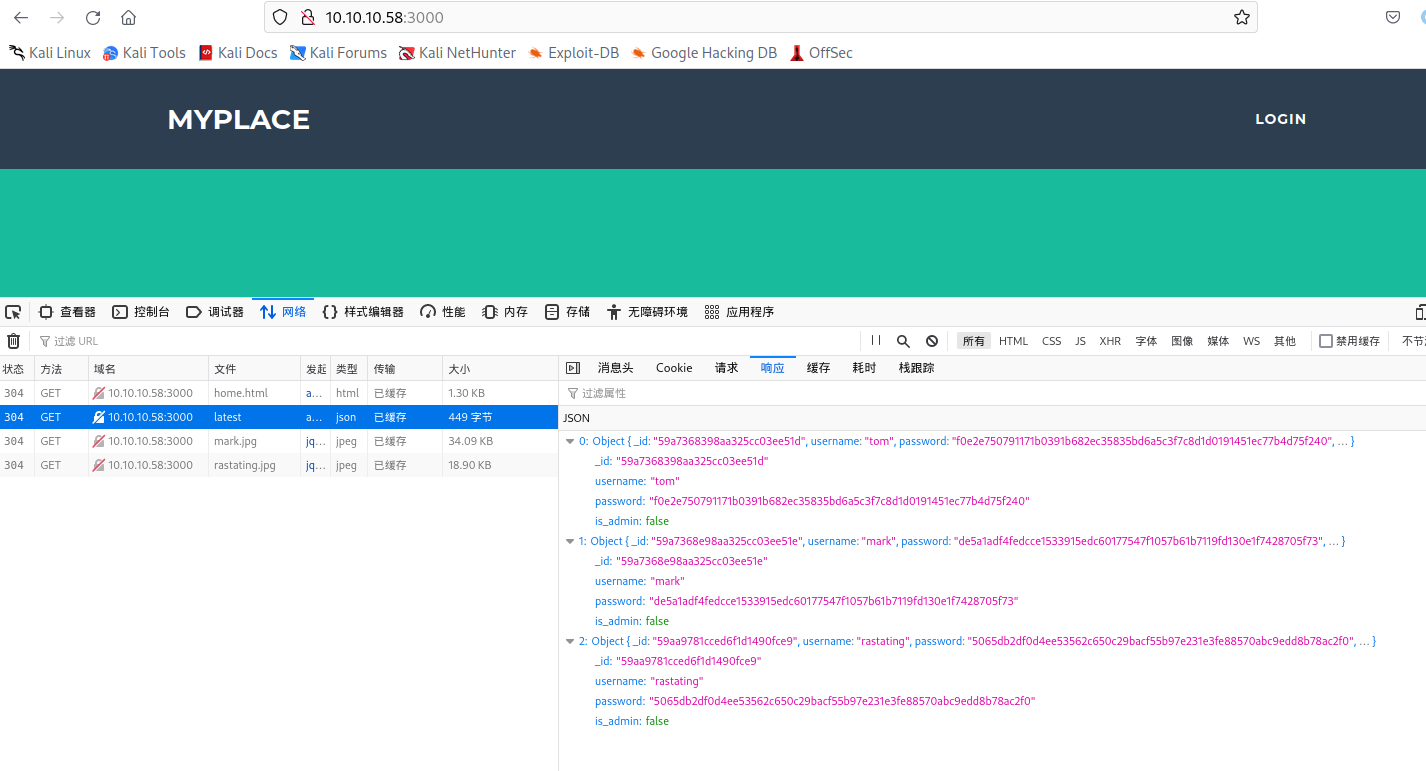 10.10.10.58:3000
Kali Linux Kali Tools Kali Docs Kali Forums Kali NetHunter Exploit-DB Google Hacking DB OffSec
MYPLACE LOGIN
查看器 控制台 调试器 网络 样式编辑器 性能 内存 存储 无障碍环境 应用程序
过滤 URL 所有 HTML CSS JS XHR 字体 图像 媒体 WS 其他 禁用缓存
状态 方法 域名 文件 发起 类型 传输 大小 消息头 Cookie 请求 响应 缓存 耗时 栈跟踪
304 GET 10.10.10.58:3000 home.html a... html 已缓存 1.30 KB
304 GET 10.10.10.58:3000 latest a... json 已缓存 449 字节
304 GET 10.10.10.58:3000 mark.jpg jq... jpeg 已缓存 34.09 KB
304 GET 10.10.10.58:3000 rastating.jpg jq... jpeg 已缓存 18.90 KB
过滤属性
JSON
0: Object { _id: "59a7368398aa325cc03ee51d", username: "tom", password: "f0e2e750791171b0391b682ec35835bd6a5c3f7c8d1d0191451ec77b4d75f240", ... }
_id: "59a7368398aa325cc03ee51d"
username: "tom"
password: "f0e2e750791171b0391b682ec35835bd6a5c3f7c8d1d0191451ec77b4d75f240"
is_admin: false
1: Object { _id: "59a7368e98aa325cc03ee51e", username: "mark", password: "de5a1adf4fedcce1533915edc60177547f1057b61b7119fd130e1f7428705f73", ... }
_id: "59a7368e98aa325cc03ee51e"
username: "mark"
password: "de5a1adf4fedcce1533915edc60177547f1057b61b7119fd130e1f7428705f73"
is_admin: false
2: Object { _id: "59aa9781cced6f1d1490fce9", username: "rastating", password: "5065db2df0d4ee53562c650c29bacf55b97e231e3fe88570abc9edd8b78ac2f0", ... }
_id: "59aa9781cced6f1d1490fce9"
username: "rastating"
password: "5065db2df0d4ee53562c650c29bacf55b97e231e3fe88570abc9edd8b78ac2f0"
is_admin: false